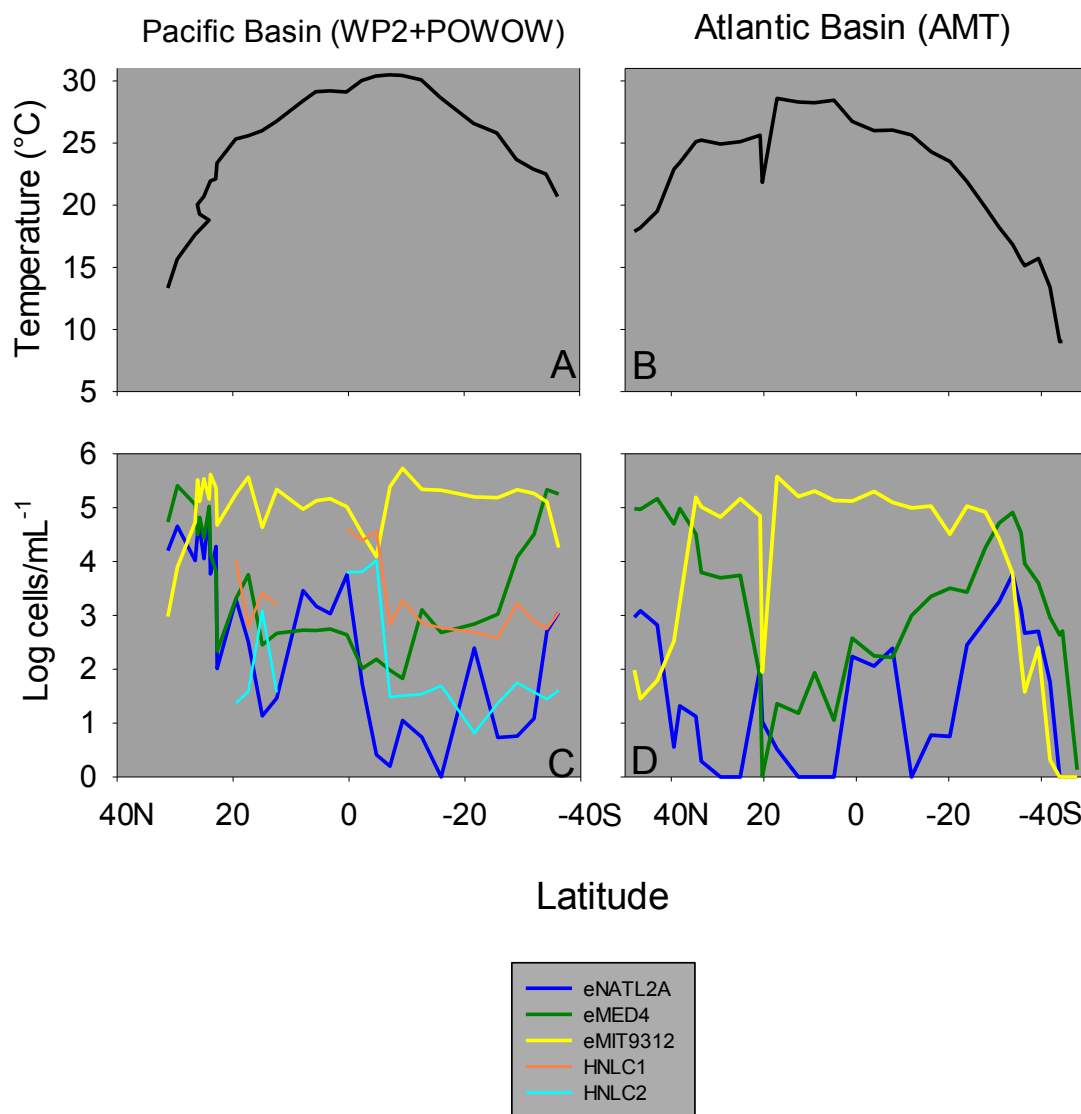 Pacific Basin (WP2+POWOW)
Atlantic Basin (AMT)
Temperature (°C)
30
25
20
15
10
5
A
B
Log cells/mL-1
6
5
4
3
2
1
0
C
D
40N 20 0 -20 -40S
40N 20 0 -20 -40S
Latitude
eNATL2A
eMED4
eMIT9312
HNLC1
HNLC2